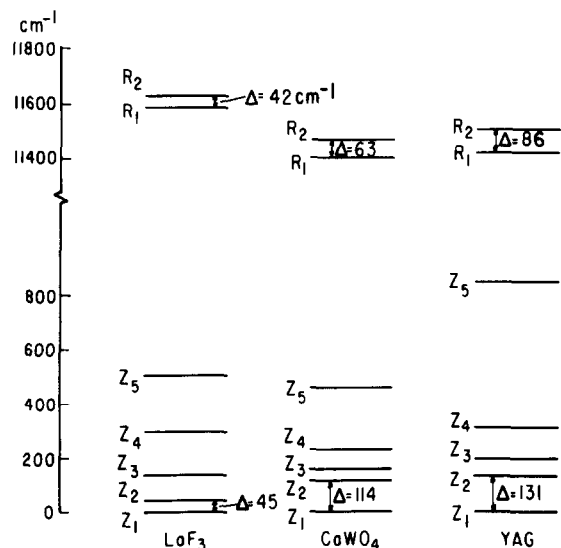 cm⁻¹
11800
11600
11400
800
600
400
200
0
R₂
R₁
Δ=42cm⁻¹
Z₅
Z₄
Z₃
Z₂
Z₁
Δ=45
LaF₃
R₂
R₁
Δ=63
Z₅
Z₄
Z₃
Z₂
Z₁
Δ=114
CaWO₄
R₂
R₁
Δ=86
Z₅
Z₄
Z₃
Z₂
Z₁
Δ=131
YAG